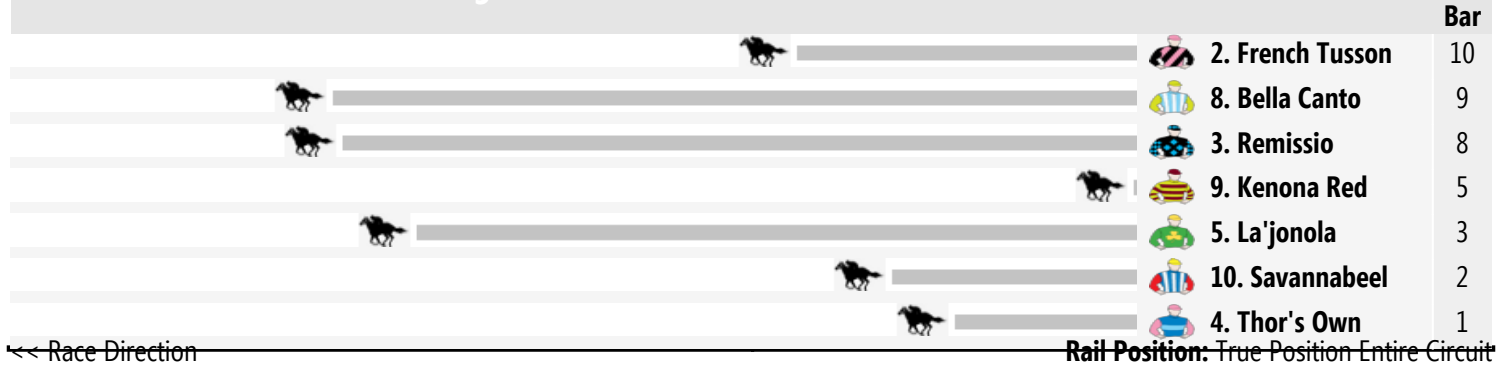 Bar
2. French Tusson 10
8. Bella Canto 9
3. Remissio 8
9. Kenona Red 5
5. La'jonola 3
10. Savannabeel 2
4. Thor's Own 1
<< Race Direction Rail Position: True Position Entire Circuit